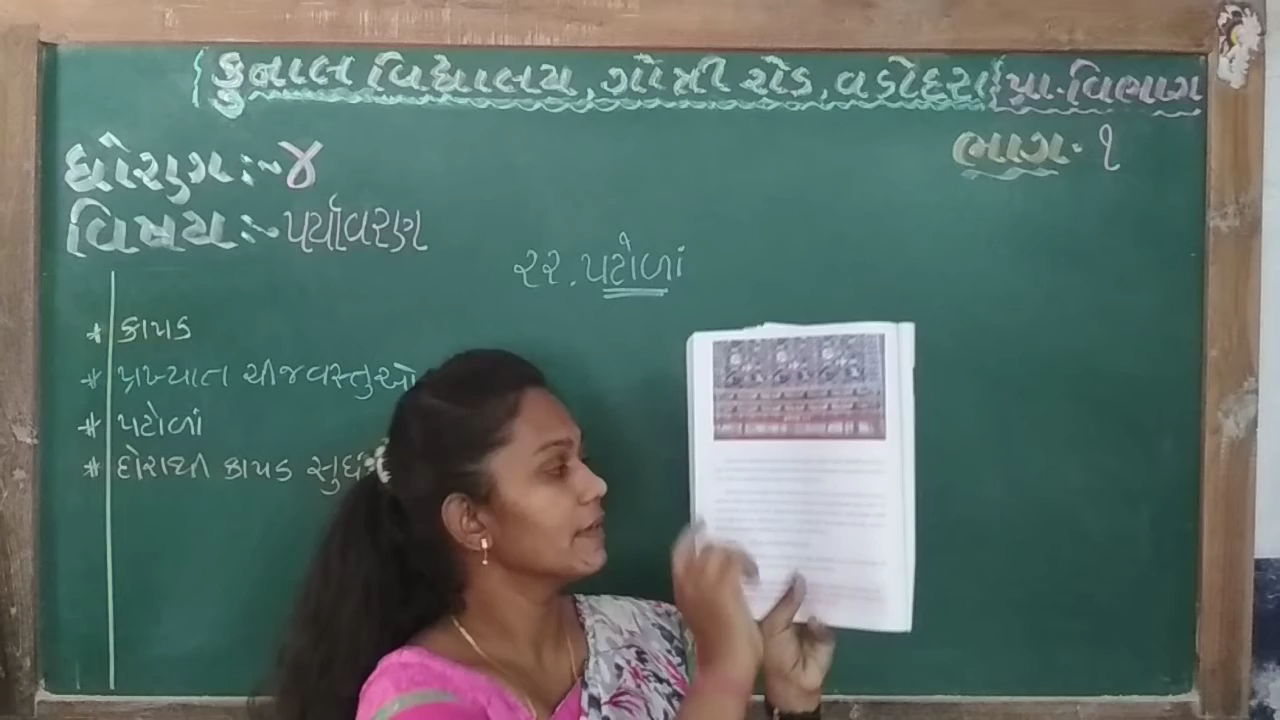 {કુનાલ વિદ્યાલય,ગોત્રી રોડ,વડોદરા{પ્રા.વિભાગ
ભાગ-૧
ધોરણ:-૪
વિષય:-પર્યાવરણ
૨૨.પટોળાં
* કાપડ
* પ્રખ્યાત ચીજવસ્તુઓ
* પટોળાં
* દોરાથી કાપડ